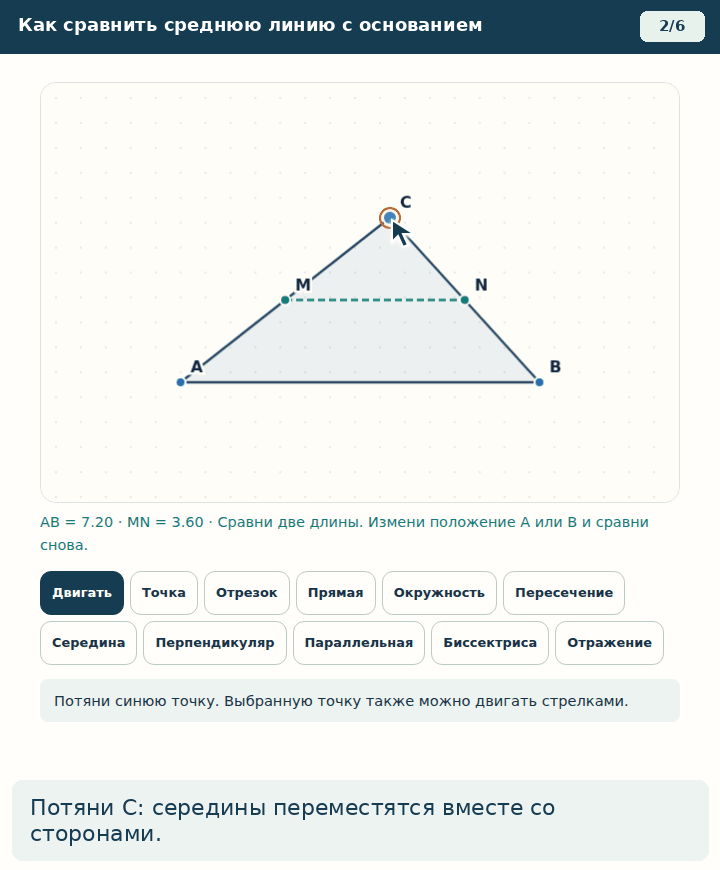 Как сравнить среднюю линию с основанием
2/6
C
M
N
A
B
AB = 7.20 · MN = 3.60 · Сравни две длины. Измени положение A или B и сравни
снова.
Двигать
Точка
Отрезок
Прямая
Окружность
Пересечение
Середина
Перпендикуляр
Параллельная
Биссектриса
Отражение
Потяни синюю точку. Выбранную точку также можно двигать стрелками.
Потяни C: середины переместятся вместе со
сторонами.